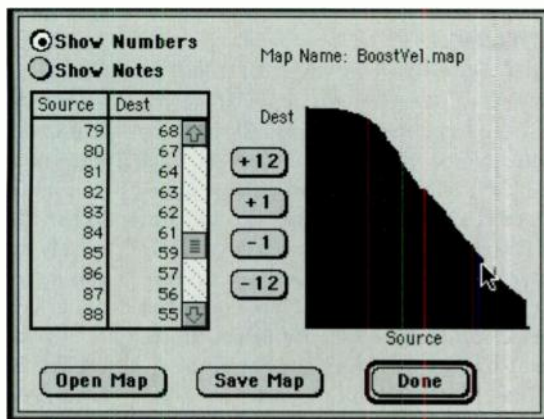 Show Numbers
Show Notes
Map Name: BoostVel.map
Source Dest
79 68
80 67
81 64
82 63
83 62
84 61
85 59
86 57
87 56
88 55
+12
+1
-1
-12
Dest
Source
Open Map
Save Map
Done